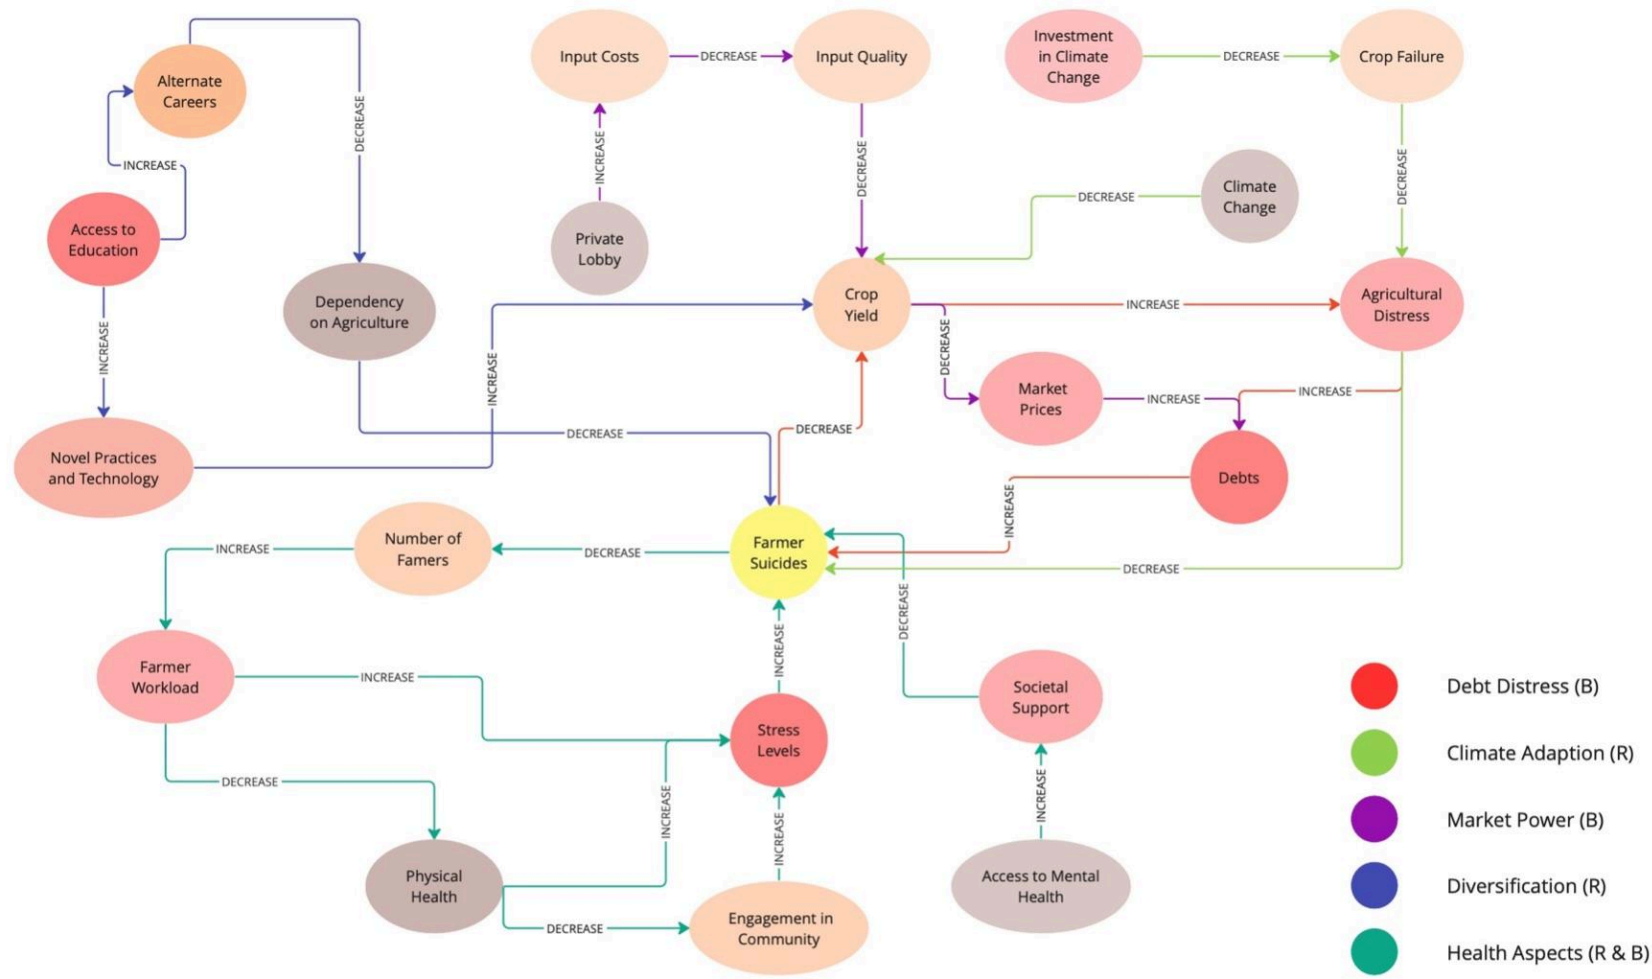 Alternate
Careers
DECREASE
INCREASE
Access to
Education
INCREASE
Dependency
on Agriculture
Novel Practices
and Technology
INCREASE
DECREASE
Input Costs
DECREASE
Input Quality
INCREASE
Private
Lobby
DECREASE
Investment
in Climate
Change
DECREASE
Crop Failure
DECREASE
Climate
Change
DECREASE
Crop
Yield
INCREASE
Agricultural
Distress
DECREASE
Market
Prices
INCREASE
INCREASE
DECREASE
Debts
INCREASE
Number of
Famers
INCREASE
DECREASE
Farmer
Suicides
DECREASE
DECREASE
Farmer
Workload
INCREASE
INCREASE
Stress
Levels
Societal
Support
DECREASE
INCREASE
INCREASE
INCREASE
Physical
Health
DECREASE
Engagement in
Community
Access to Mental
Health
Debt Distress (B)
Climate Adaption (R)
Market Power (B)
Diversification (R)
Health Aspects (R & B)